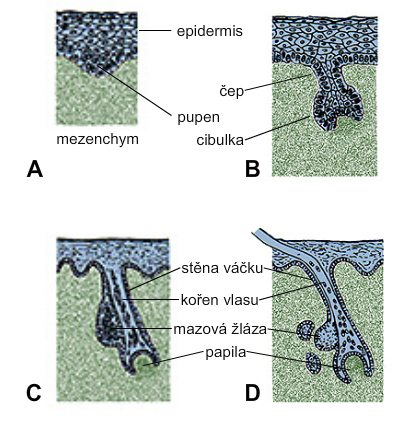 epidermis
čep
pupen
mezenchym
cibulka
A
B
stěna váčku
kořen vlasu
mazová žláza
papila
C
D